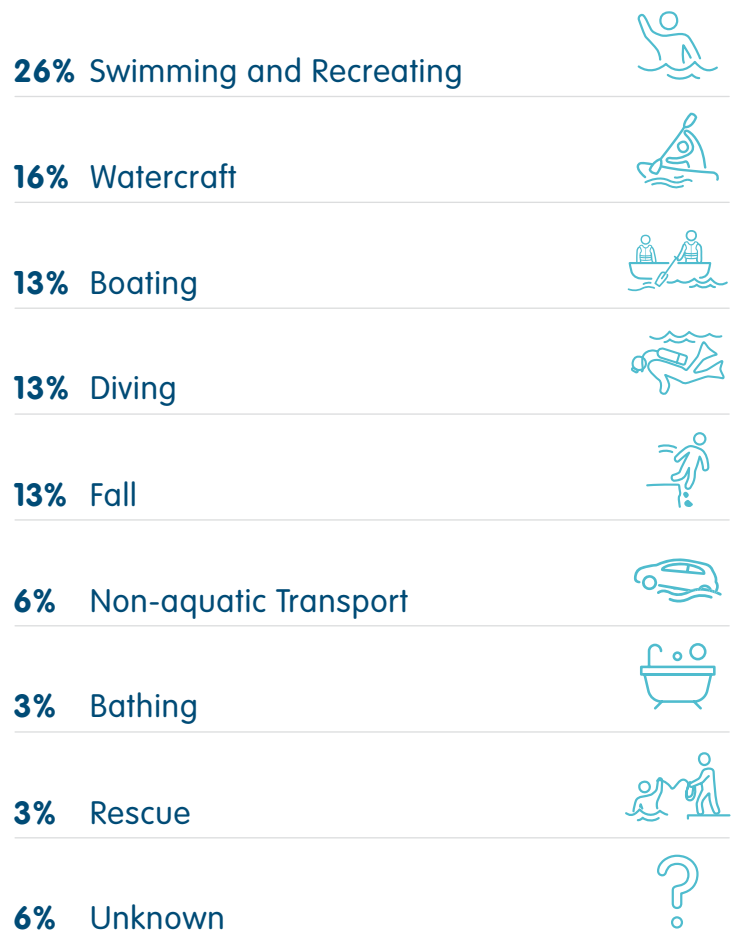 26% Swimming and Recreating
16% Watercraft
13% Boating
13% Diving
13% Fall
6% Non-aquatic Transport
3% Bathing
3% Rescue
6% Unknown